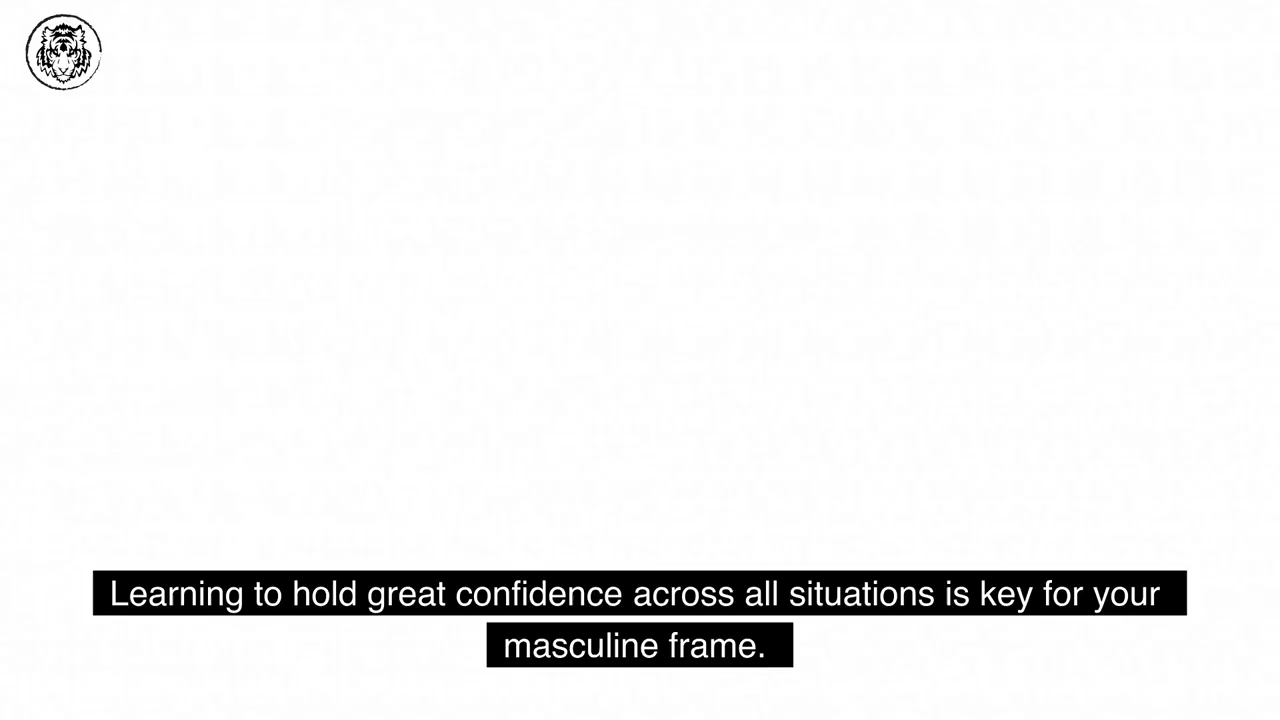 Learning to hold great confidence across all situations is key for your
masculine frame.